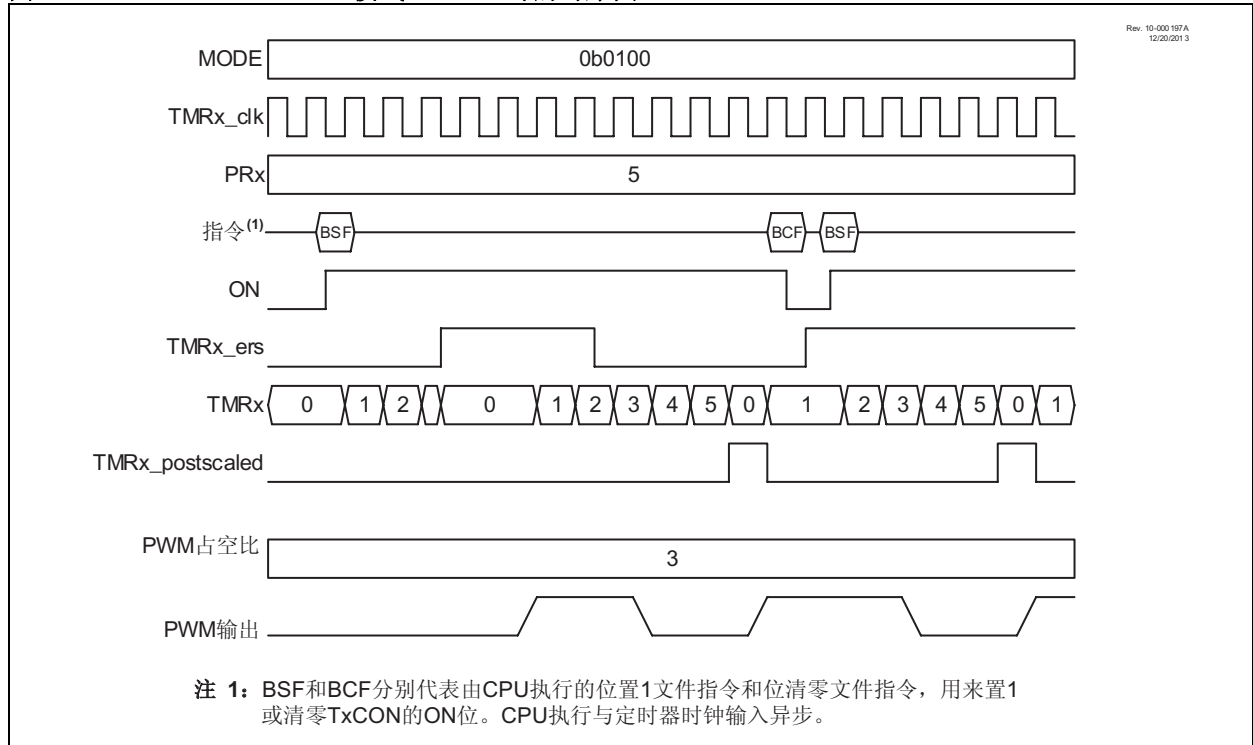 Rev. 10-000197A
12/20/2013
MODE 0b0100
TMRx_clk
PRx 5
指令(1) BSF BCF BSF
ON
TMRx_ers
TMRx 0 1 2 0 1 2 3 4 5 0 1 2 3 4 5 0 1
TMRx_postscaled
PWM占空比 3
PWM输出
注 1: BSF和BCF分别代表由CPU执行的位置1文件指令和位清零文件指令，用来置1
或清零TxCON的ON位。CPU执行与定时器时钟输入异步。